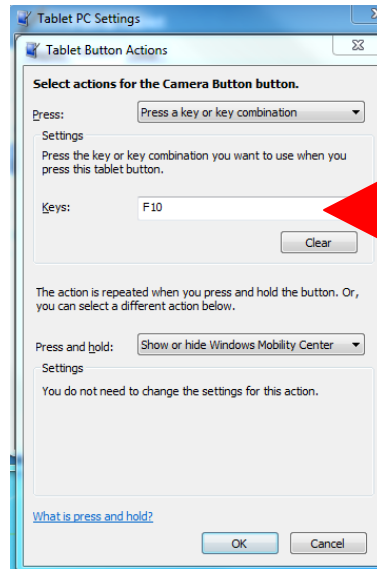 Tablet PC Settings
Tablet Button Actions
Select actions for the Camera Button button.
Press: Press a key or key combination
Settings
Press the key or key combination you want to use when you
press this tablet button.
Keys: F10
Clear
The action is repeated when you press and hold the button. Or,
you can select a different action below.
Press and hold: Show or hide Windows Mobility Center
Settings
You do not need to change the settings for this action.
What is press and hold?
OK Cancel